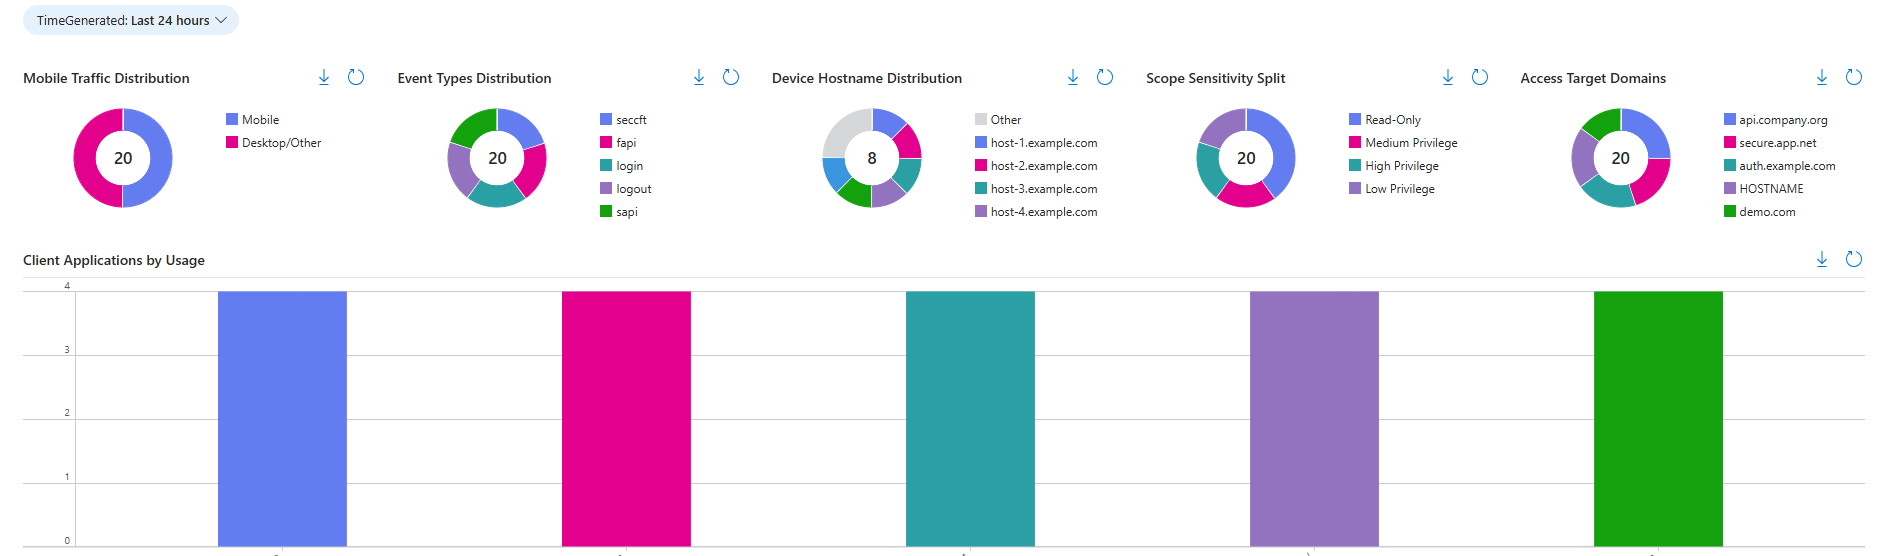 TimeGenerated: Last 24 hours
Mobile Traffic Distribution
20
Mobile
Desktop/Other
Event Types Distribution
20
seccft
fapi
login
logout
sapi
Device Hostname Distribution
8
Other
host-1.example.com
host-2.example.com
host-3.example.com
host-4.example.com
Scope Sensitivity Split
20
Read-Only
Medium Privilege
High Privilege
Low Privilege
Access Target Domains
20
api.company.org
secure.app.net
auth.example.com
HOSTNAME
demo.com
Client Applications by Usage
4
3
2
1
0